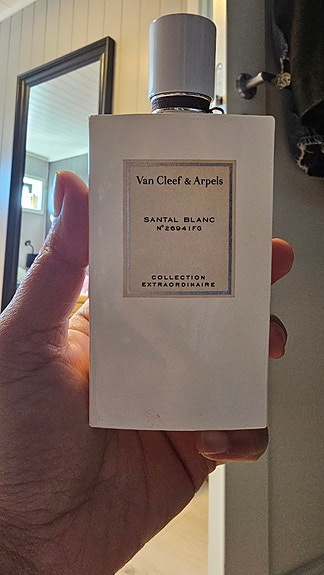 Van Cleef & Arpels
SANTAL BLANC
N°26941FG
COLLECTION
EXTRAORDINAIRE